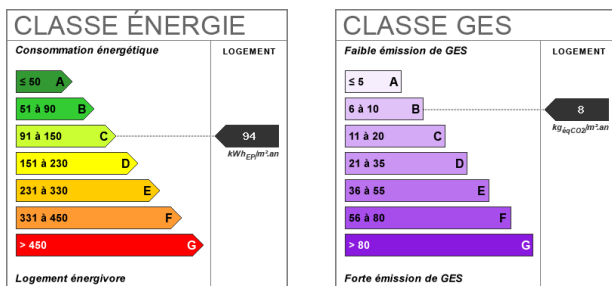 CLASSE ÉNERGIE
Consommation énergétique
LOGEMENT
≤ 50 A
51 à 90 B
91 à 150 C
94
kWhEP/m².an
151 à 230 D
231 à 330 E
331 à 450 F
> 450 G
Logement énergivore
CLASSE GES
Faible émission de GES
LOGEMENT
≤ 5 A
6 à 10 B
8
kgéqCO2/m².an
11 à 20 C
21 à 35 D
36 à 55 E
56 à 80 F
> 80 G
Forte émission de GES